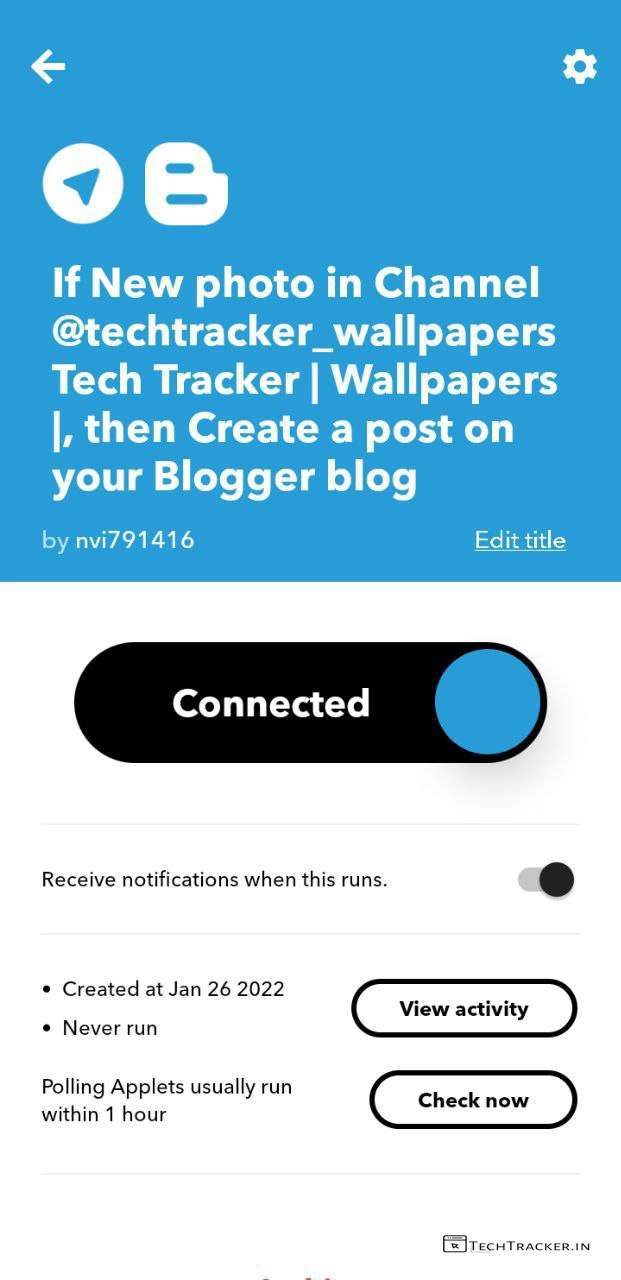 If New photo in Channel
@techtracker_wallpapers
Tech Tracker | Wallpapers
|, then Create a post on
your Blogger blog
by nvi791416
Edit title
Connected
Receive notifications when this runs.
• Created at Jan 26 2022
• Never run
View activity
Polling Applets usually run
within 1 hour
Check now
TECHTRACKER.IN